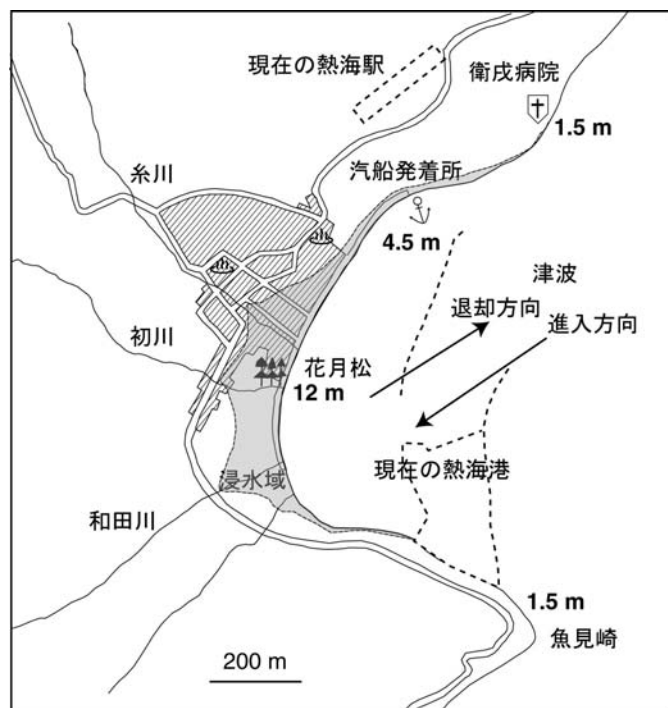 現在の熱海駅
衛戌病院
1.5 m
糸川
汽船発着所
4.5 m
津波
退却方向
進入方向
初川
花月松
12 m
現在の熱海港
浸水域
和田川
1.5 m
魚見崎
200 m